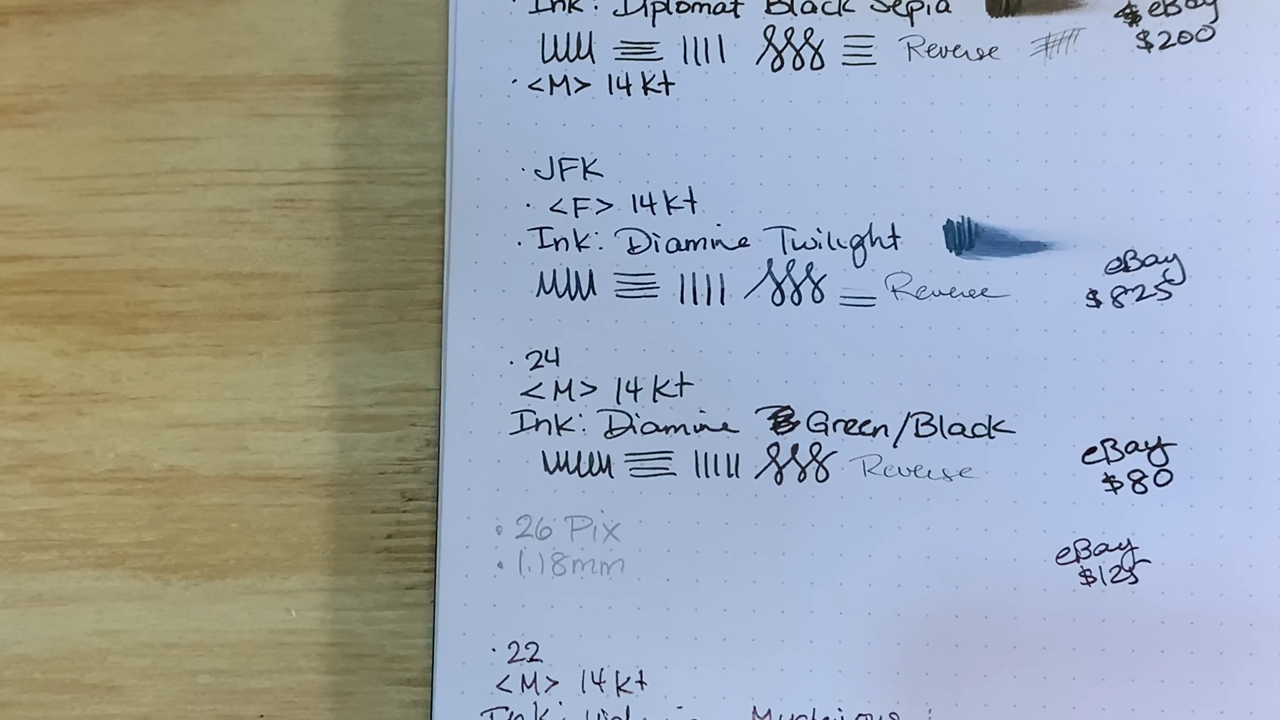 · Ink: Diplomat Black Sepia
eBay
$200
Reverse
· <M> 14kt
· JFK
· <F> 14kt
· Ink: Diamine Twilight
eBay
$825
Reverse
· 24
<M> 14kt
Ink: Diamine Green/Black
eBay
$80
Reverse
• 26 Pix
• 1.18mm
eBay
$125
· 22
<M> 14kt
Ink: